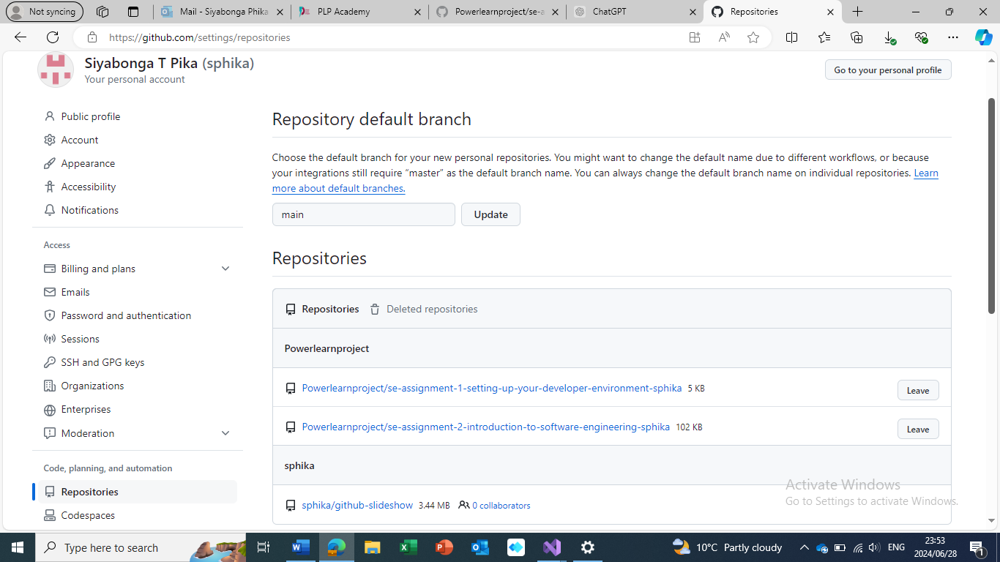 Not syncing
Mail - Siyabonga Phika
PLP Academy
Powerlearnproject/se-a
ChatGPT
Repositories
https://github.com/settings/repositories
Siyabonga T Pika (sphika)
Your personal account
Go to your personal profile
Public profile
Account
Appearance
Accessibility
Notifications
Access
Billing and plans
Emails
Password and authentication
Sessions
SSH and GPG keys
Organizations
Enterprises
Moderation
Code, planning, and automation
Repositories
Codespaces
Repository default branch
Choose the default branch for your new personal repositories. You might want to change the default name due to different workflows, or because
your integrations still require “master” as the default branch name. You can always change the default branch name on individual repositories. Learn
more about default branches.
main
Update
Repositories
Repositories Deleted repositories
Powerlearnproject
Powerlearnproject/se-assignment-1-setting-up-your-developer-environment-sphika 5 KB Leave
Powerlearnproject/se-assignment-2-introduction-to-software-engineering-sphika 102 KB Leave
sphika
sphika/github-slideshow 3.44 MB 0 collaborators
Activate Windows
Go to Settings to activate Windows.
Type here to search
10°C Partly cloudy
ENG
23:53
2024/06/28
1